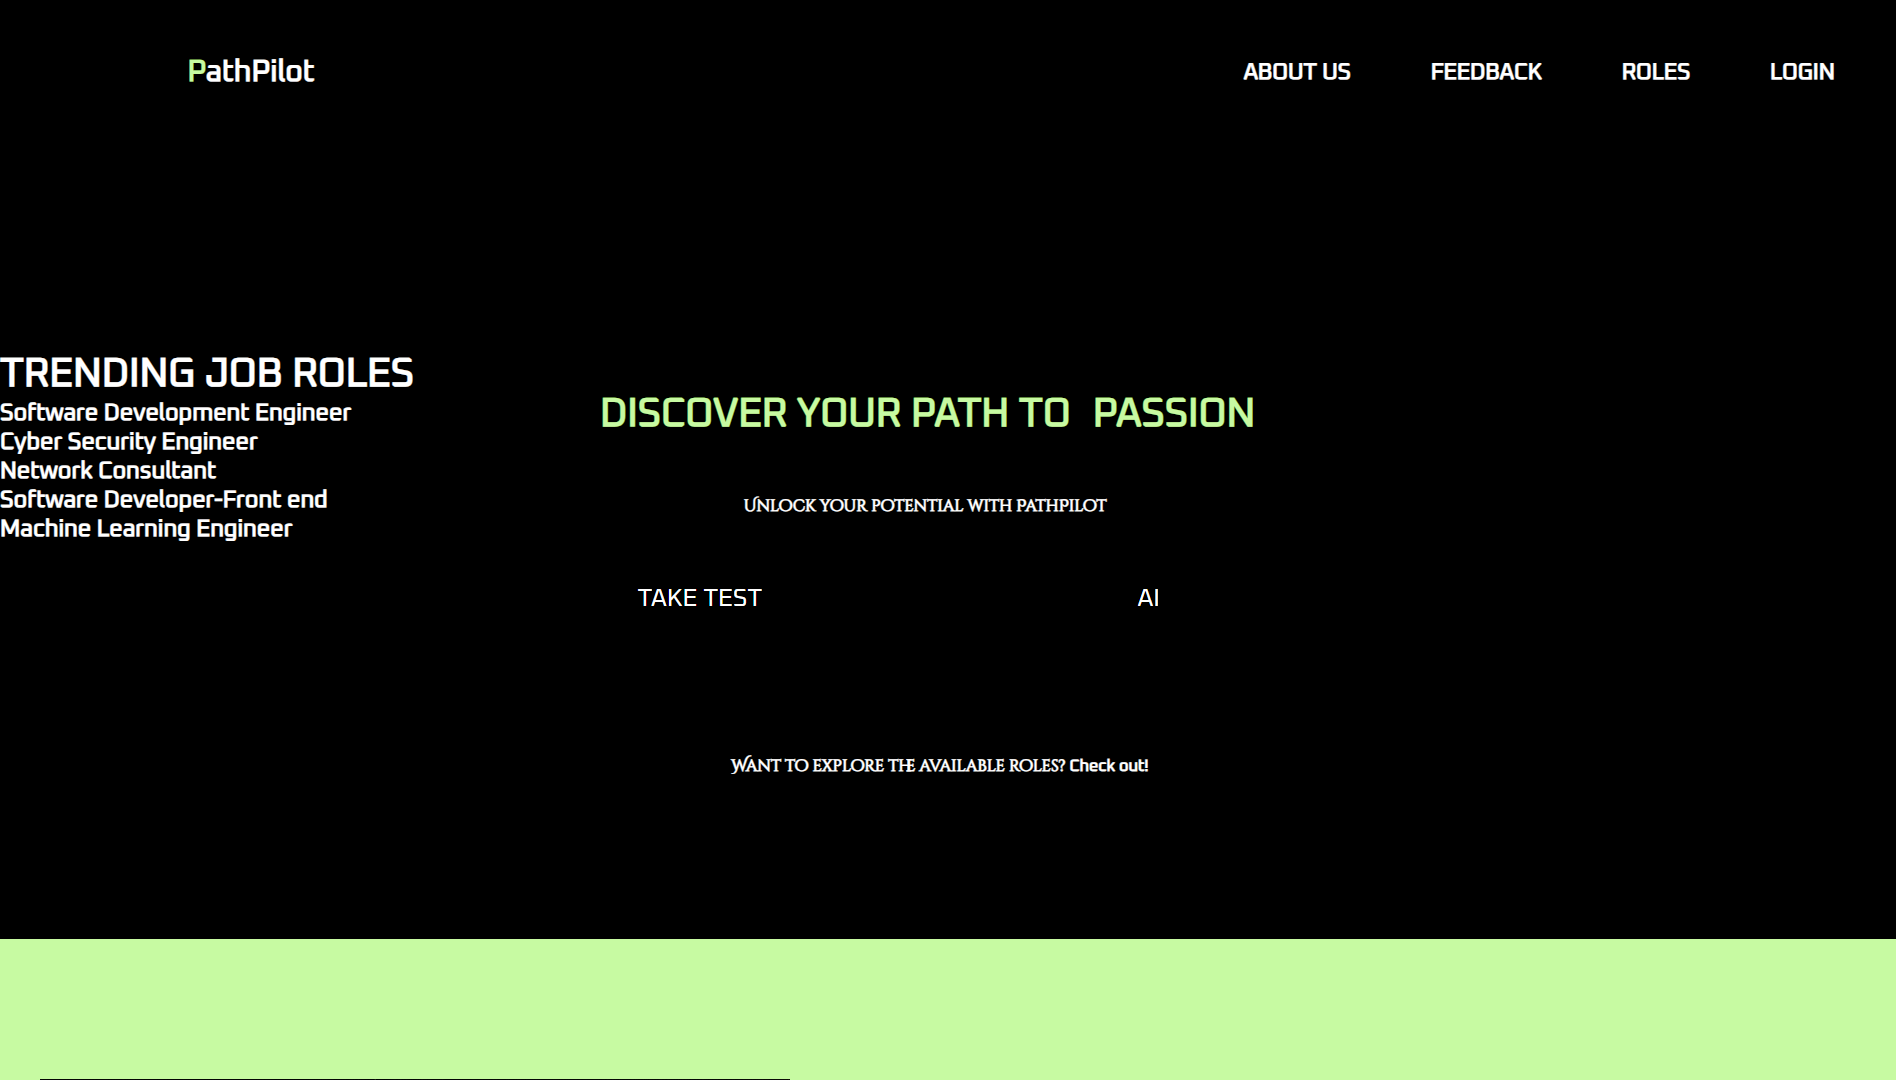 PathPilot
ABOUT US
FEEDBACK
ROLES
LOGIN
TRENDING JOB ROLES
Software Development Engineer
Cyber Security Engineer
Network Consultant
Software Developer-Front end
Machine Learning Engineer
DISCOVER YOUR PATH TO PASSION
UNLOCK YOUR POTENTIAL WITH PATHPILOT
TAKE TEST
AI
WANT TO EXPLORE THE AVAILABLE ROLES? Check out!